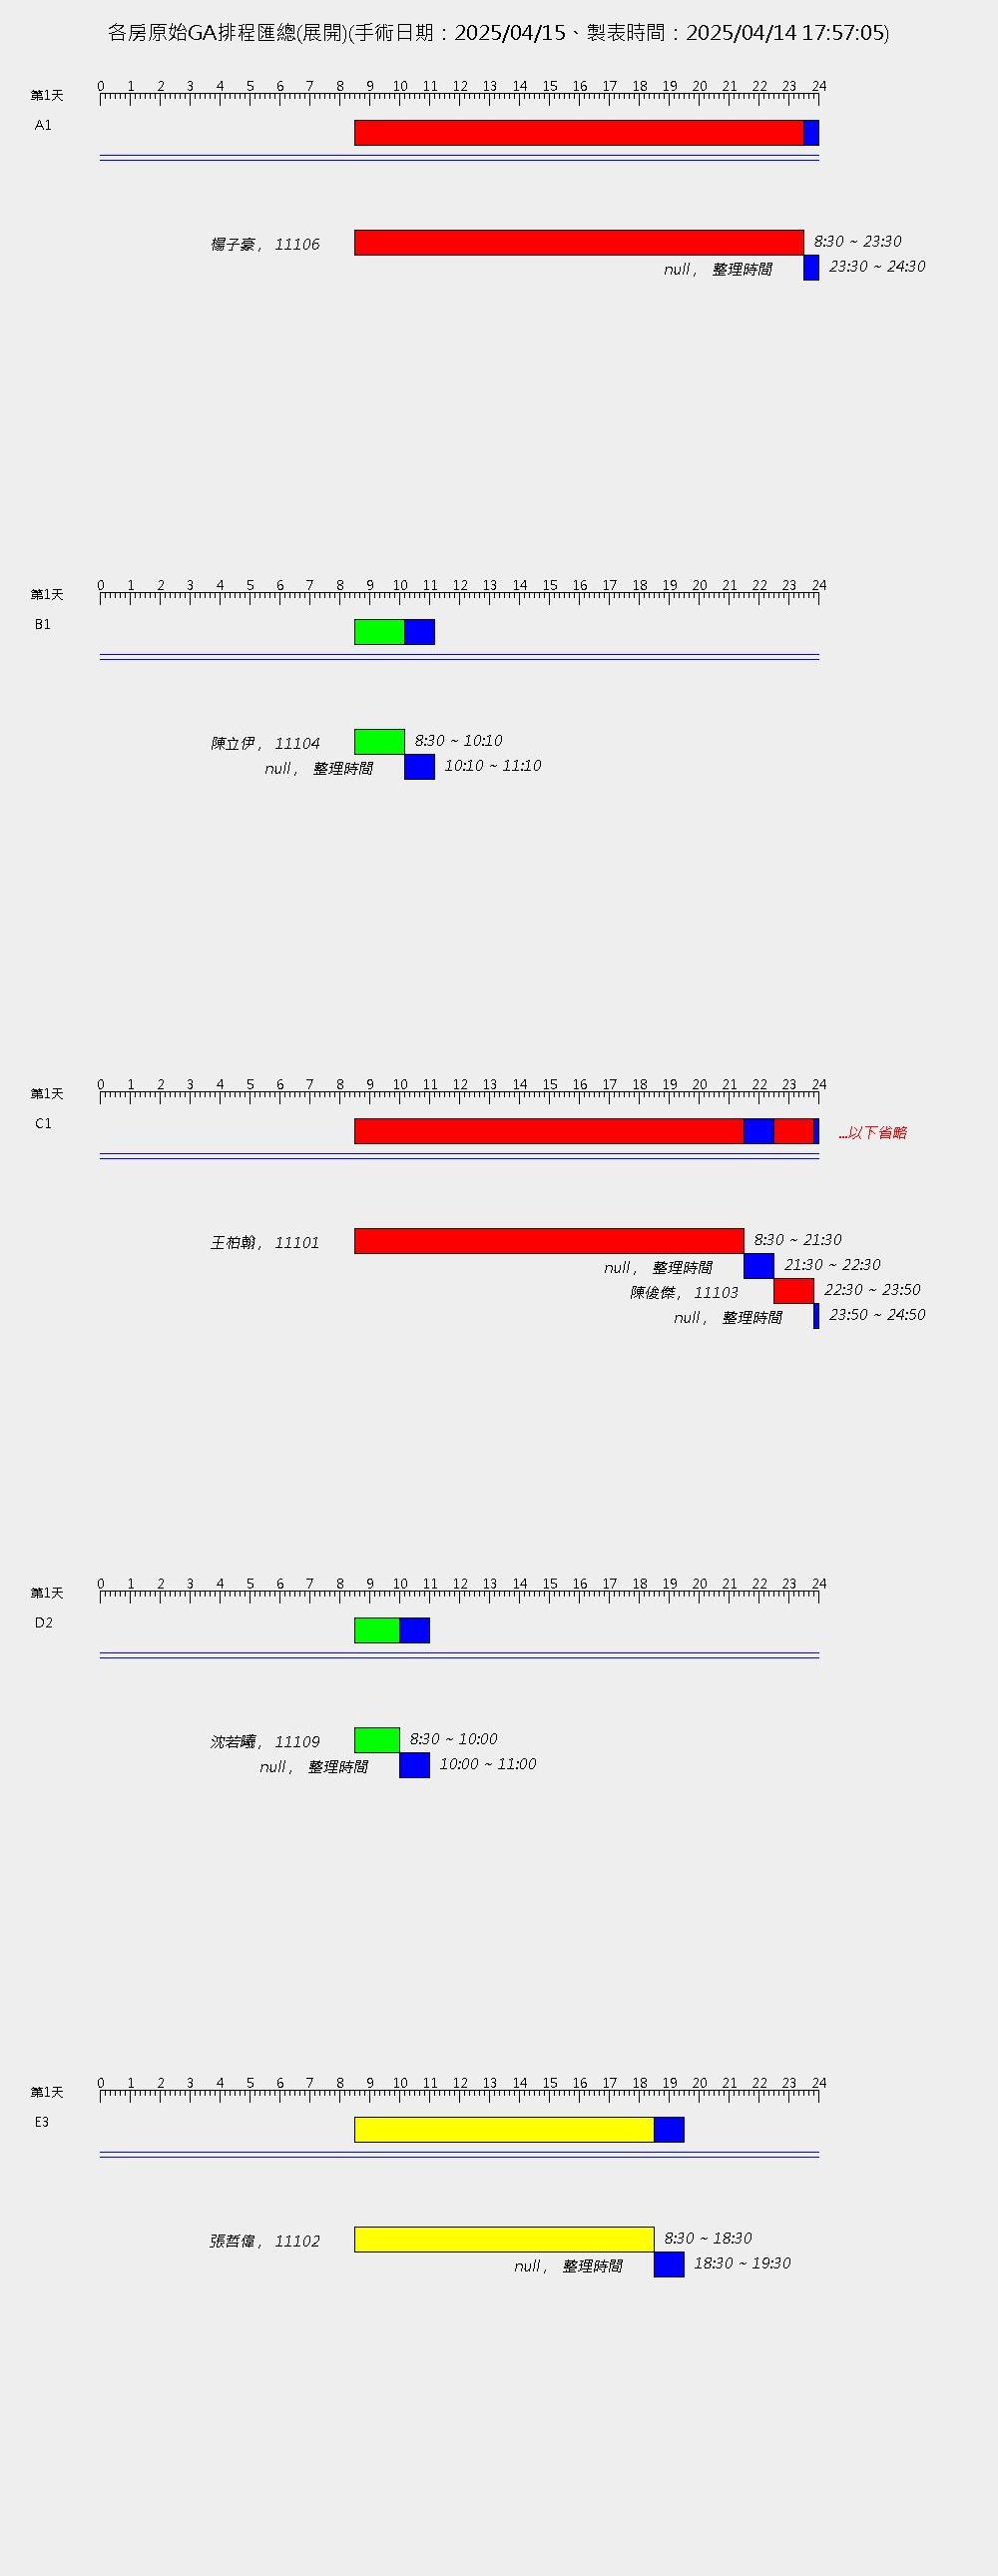 各房原始GA排程匯總(展開)(手術日期：2025/04/15、製表時間：2025/04/14 17:57:05)
第1天 0 1 2 3 4 5 6 7 8 9 10 11 12 13 14 15 16 17 18 19 20 21 22 23 24
A1
楊子豪, 11106 8:30 ~ 23:30
null, 整理時間 23:30 ~ 24:30
第1天 0 1 2 3 4 5 6 7 8 9 10 11 12 13 14 15 16 17 18 19 20 21 22 23 24
B1
陳立伊, 11104 8:30 ~ 10:10
null, 整理時間 10:10 ~ 11:10
第1天 0 1 2 3 4 5 6 7 8 9 10 11 12 13 14 15 16 17 18 19 20 21 22 23 24
C1 ...以下省略
王柏翰, 11101 8:30 ~ 21:30
null, 整理時間 21:30 ~ 22:30
陳俊傑, 11103 22:30 ~ 23:50
null, 整理時間 23:50 ~ 24:50
第1天 0 1 2 3 4 5 6 7 8 9 10 11 12 13 14 15 16 17 18 19 20 21 22 23 24
D2
沈若曦, 11109 8:30 ~ 10:00
null, 整理時間 10:00 ~ 11:00
第1天 0 1 2 3 4 5 6 7 8 9 10 11 12 13 14 15 16 17 18 19 20 21 22 23 24
E3
張哲偉, 11102 8:30 ~ 18:30
null, 整理時間 18:30 ~ 19:30